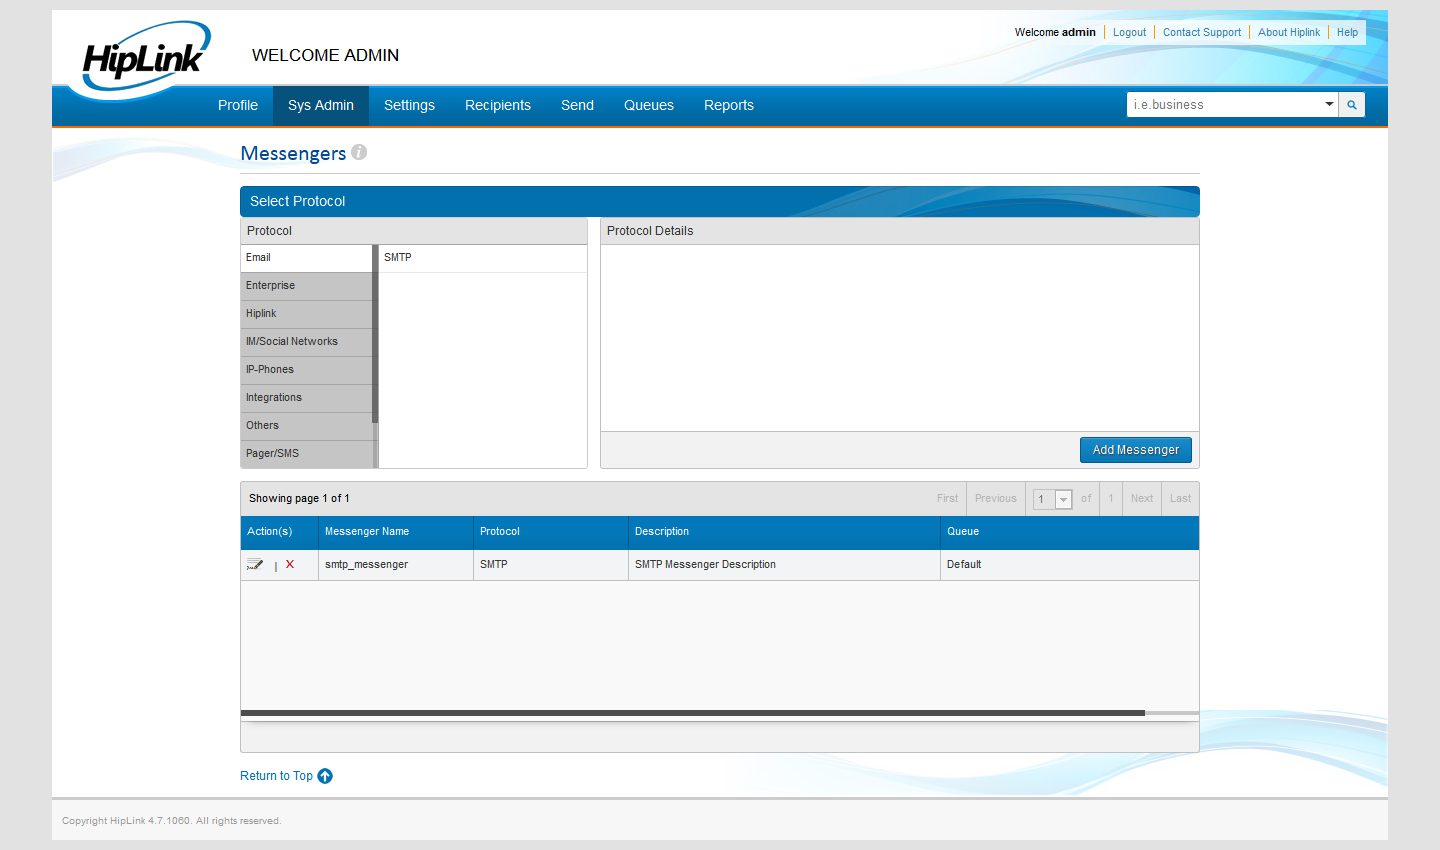 HipLink
WELCOME ADMIN
Welcome admin Logout Contact Support About Hiplink Help
Profile Sys Admin Settings Recipients Send Queues Reports i.e.business
Messengers i
Select Protocol
Protocol
Protocol Details
Email SMTP
Enterprise
Hiplink
IM/Social Networks
IP-Phones
Integrations
Others
Pager/SMS
Add Messenger
Showing page 1 of 1 First Previous 1 of 1 Next Last
Action(s) Messenger Name Protocol Description Queue
| X smtp_messenger SMTP SMTP Messenger Description Default
Return to Top
Copyright HipLink 4.7.1060. All rights reserved.